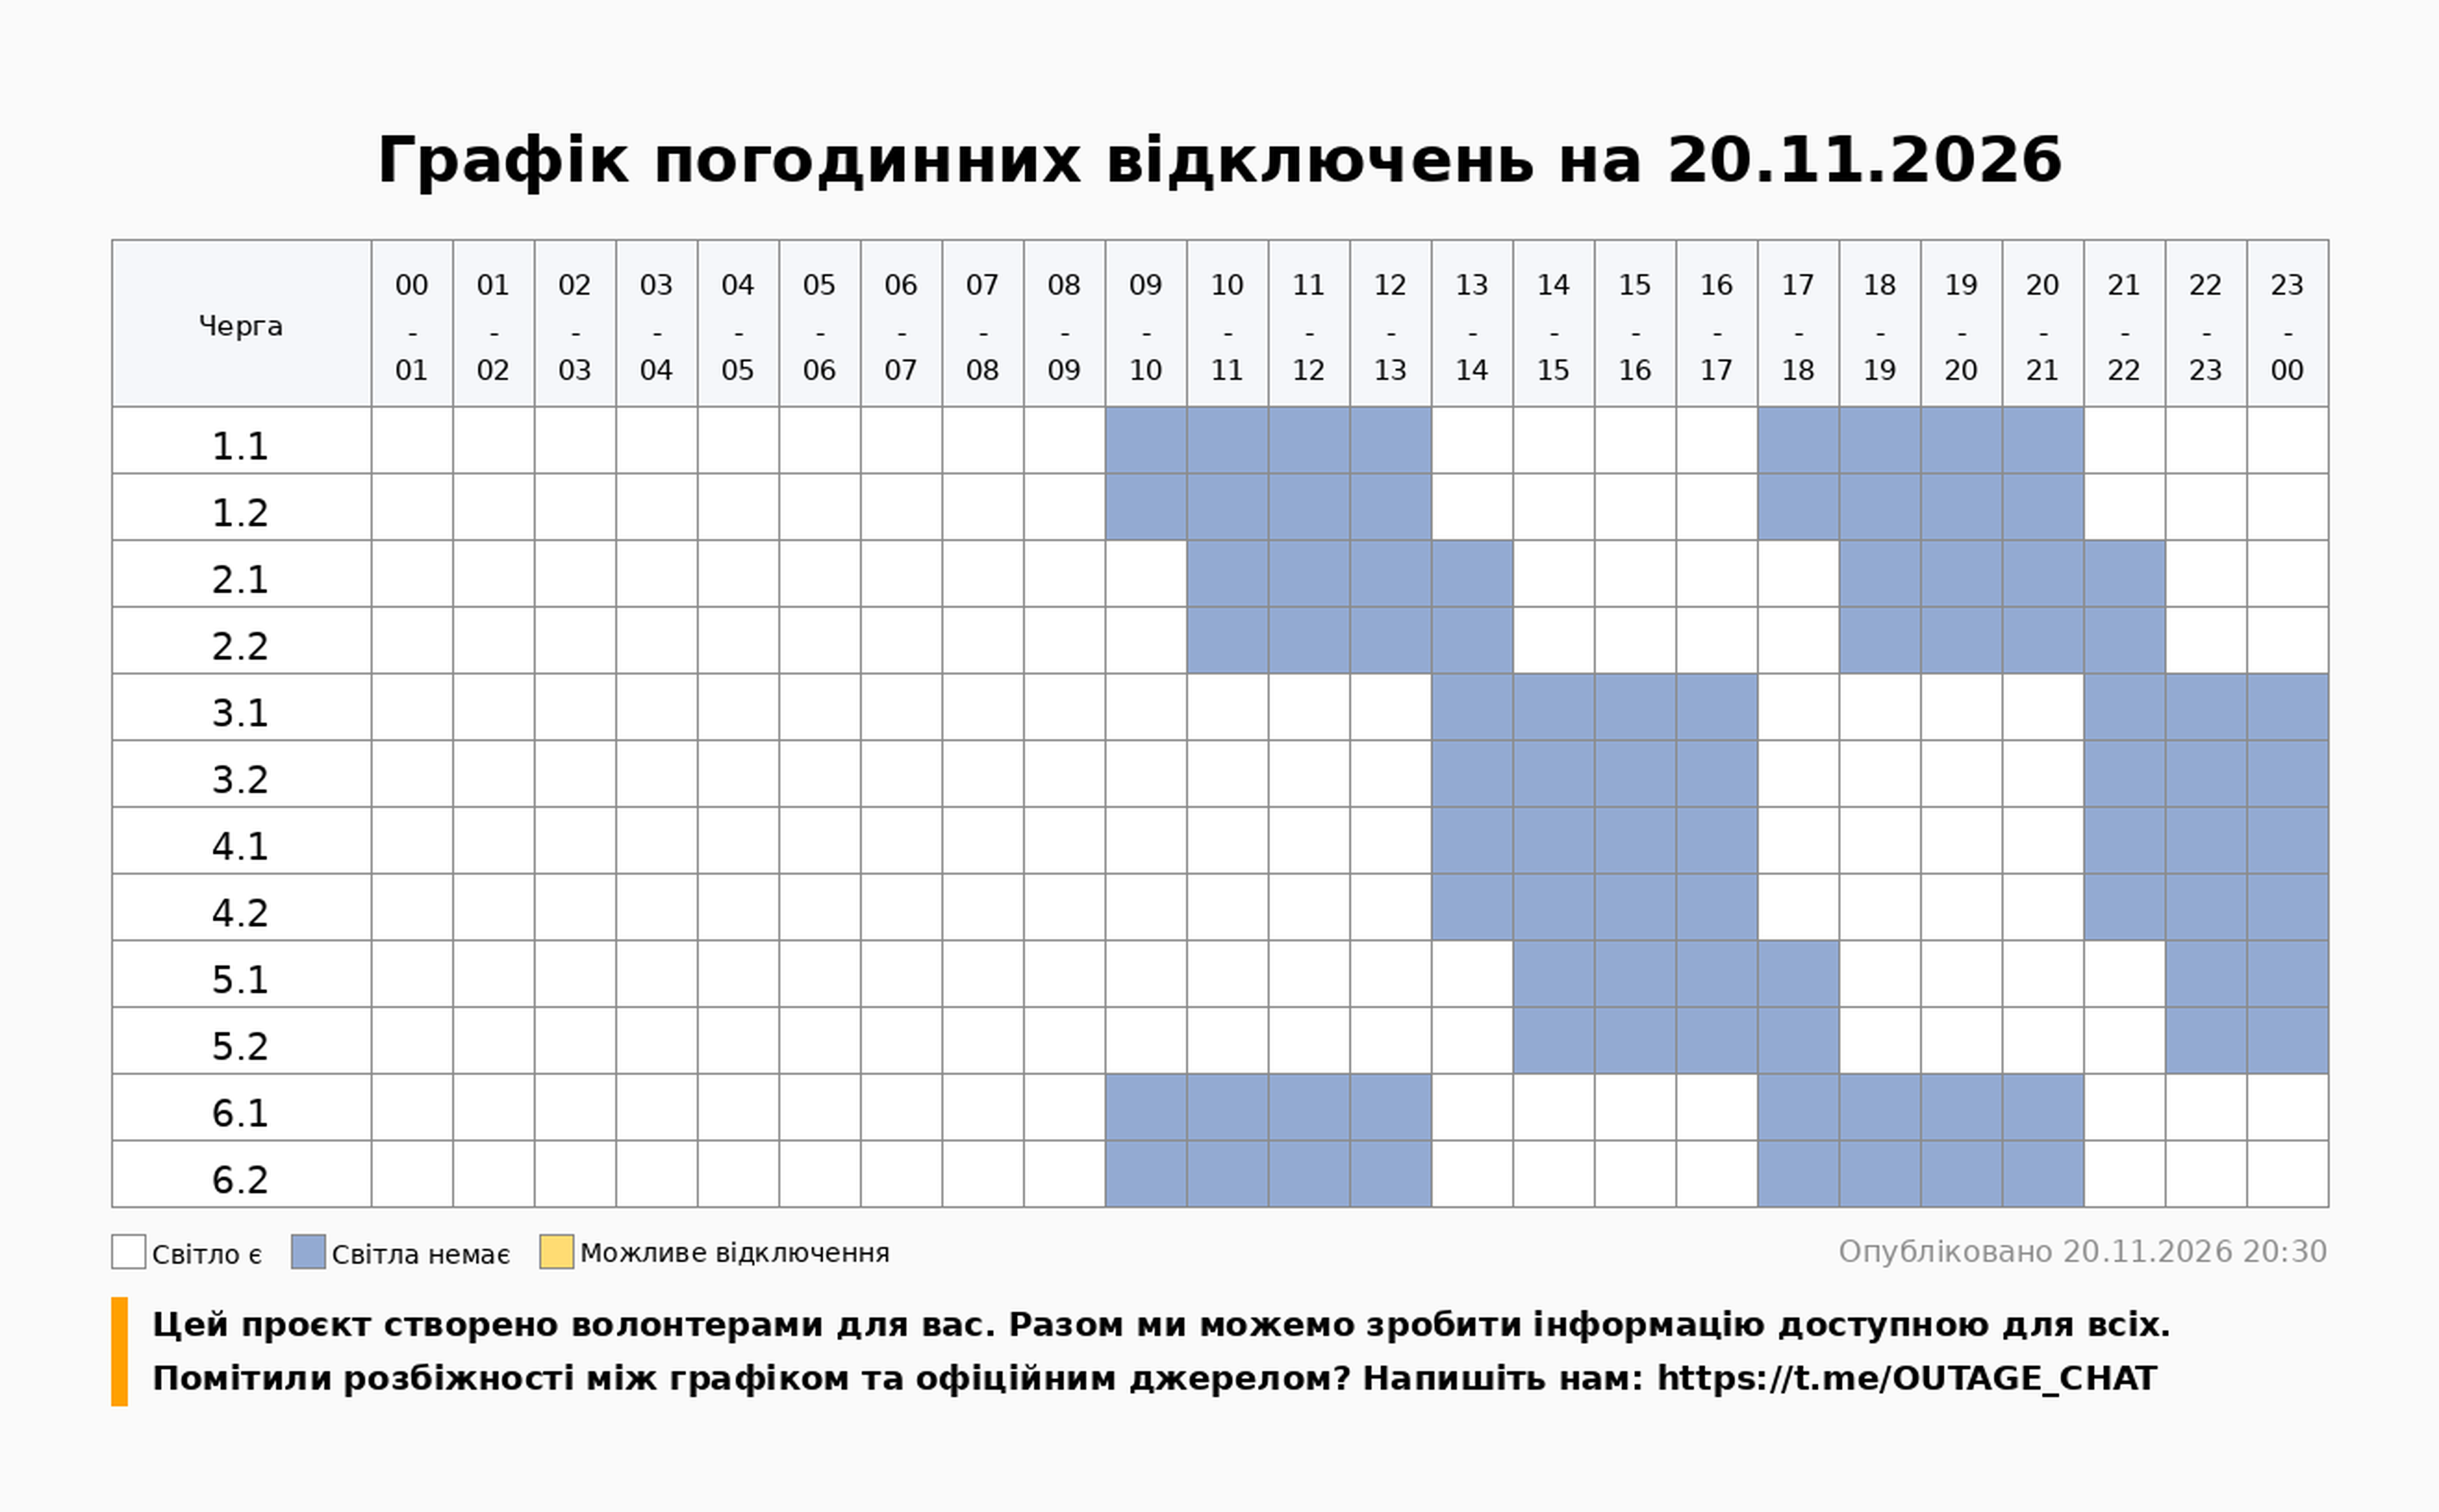 Графік погодинних відключень на 20.11.2026
Черга 00 - 01 01 - 02 02 - 03 03 - 04 04 - 05 05 - 06 06 - 07 07 - 08 08 - 09 09 - 10 10 - 11 11 - 12 12 - 13 13 - 14 14 - 15 15 - 16 16 - 17 17 - 18 18 - 19 19 - 20 20 - 21 21 - 22 22 - 23 23 - 00
1.1
1.2
2.1
2.2
3.1
3.2
4.1
4.2
5.1
5.2
6.1
6.2
Світло є Світла немає Можливе відключення Опубліковано 20.11.2026 20:30
Цей проєкт створено волонтерами для вас. Разом ми можемо зробити інформацію доступною для всіх.
Помітили розбіжності між графіком та офіційним джерелом? Напишіть нам: https://t.me/OUTAGE_CHAT